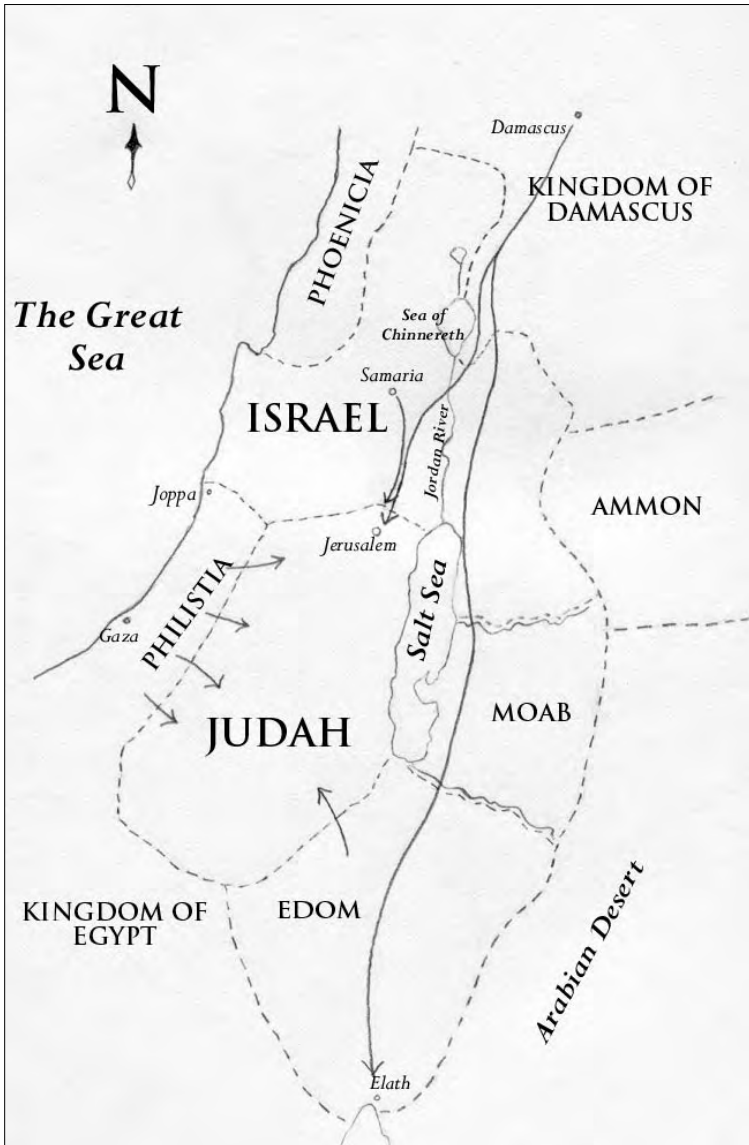 N
Damascus
KINGDOM OF
DAMASCUS
PHOENICIA
The Great
Sea
Sea of
Chinnereth
Samaria
ISRAEL
Jordan River
Joppa
AMMON
Jerusalem
PHILISTIA
Salt Sea
Gaza
MOAB
JUDAH
KINGDOM OF
EGYPT
EDOM
Arabian Desert
Elath